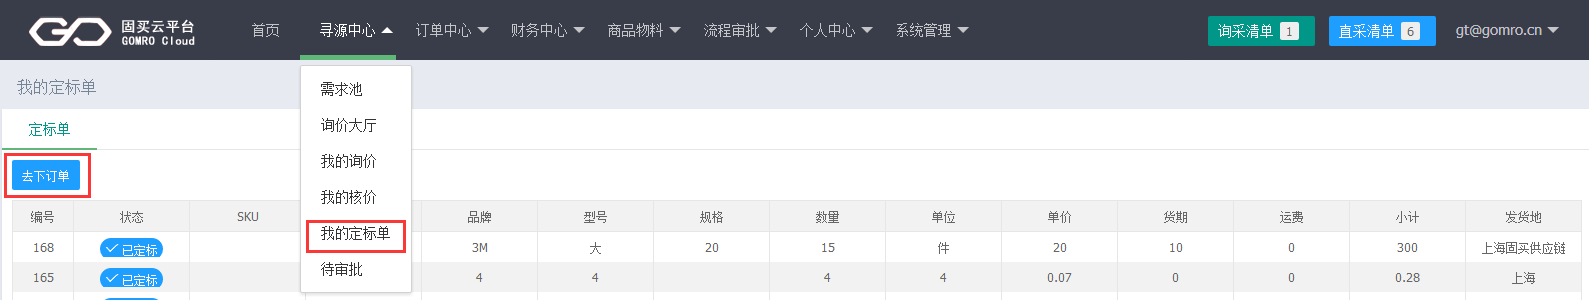 固买云平台
GOMRO Cloud
首页 寻源中心 订单中心 财务中心 商品物料 流程审批 个人中心 系统管理 询采清单 1 直采清单 6 gt@gomro.cn
我的定标单
需求池
询价大厅
我的询价
我的核价
我的定标单
待审批
定标单
去下订单
编号 状态 SKU 品牌 型号 规格 数量 单位 单价 货期 运费 小计 发货地
168 已定标 3M 大 20 15 件 20 10 0 300 上海固买供应链
165 已定标 4 4 4 4 0.07 0 0 0.28 上海